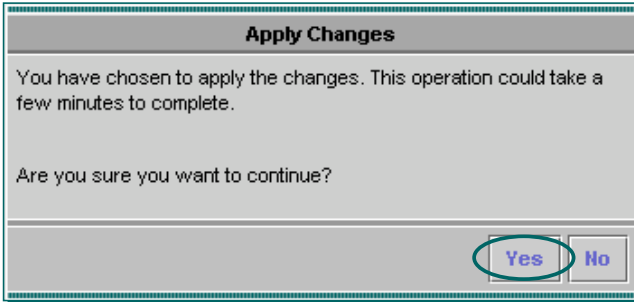 Apply Changes
You have chosen to apply the changes. This operation could take a
few minutes to complete.
Are you sure you want to continue?
Yes No